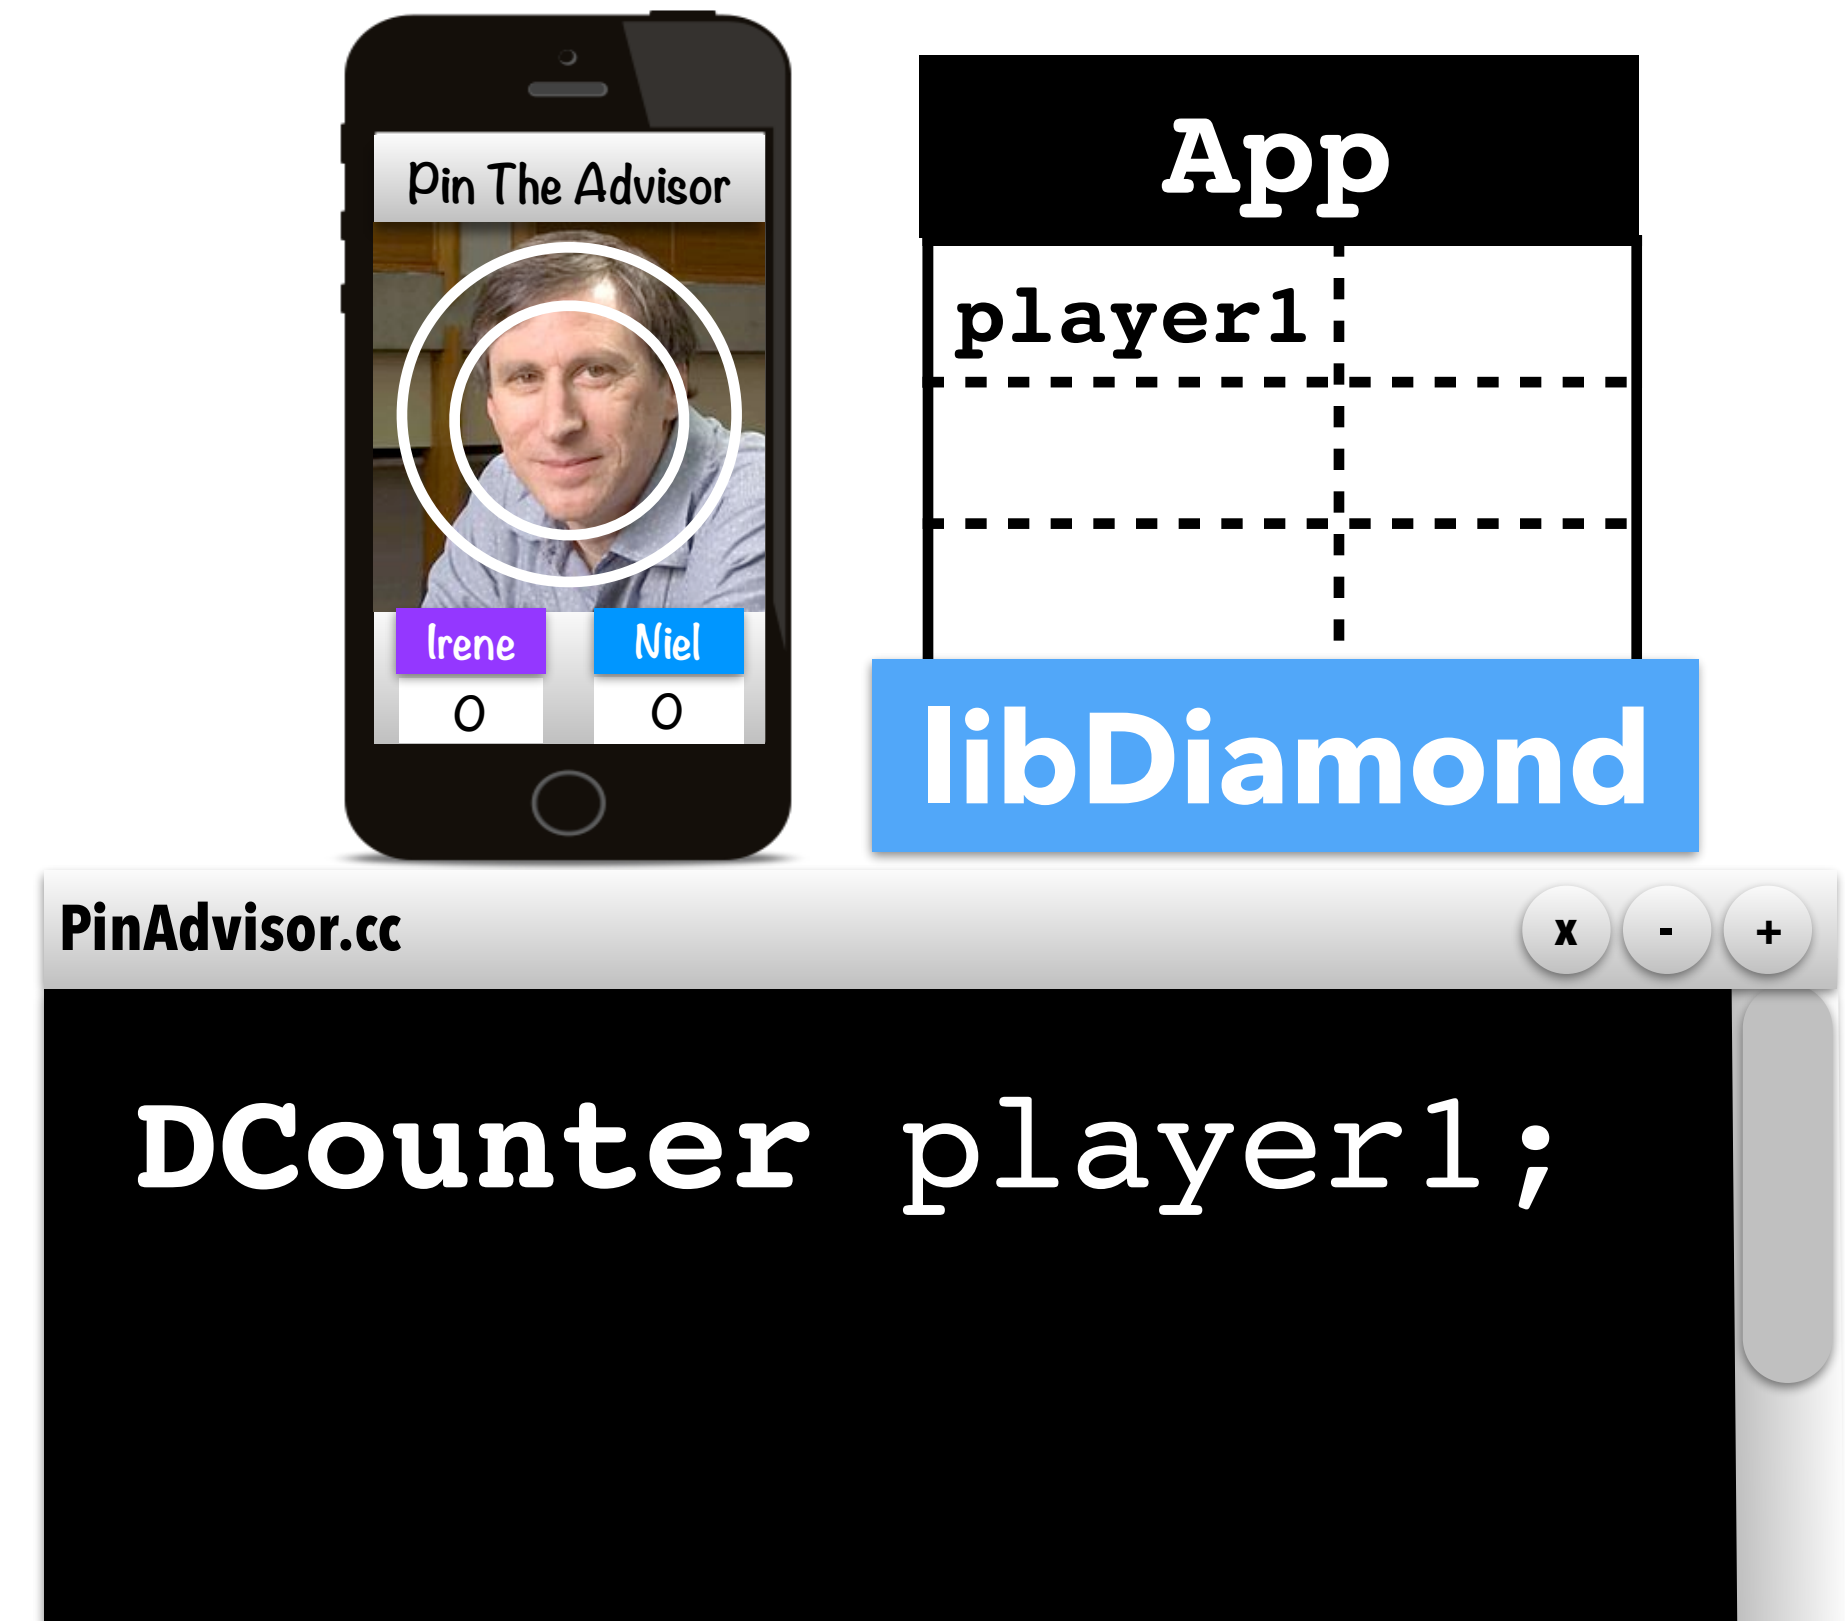 Pin The Advisor
Irene
Niel
0
0
App
player1
libDiamond
PinAdvisor.cc
x - +
DCounter player1;